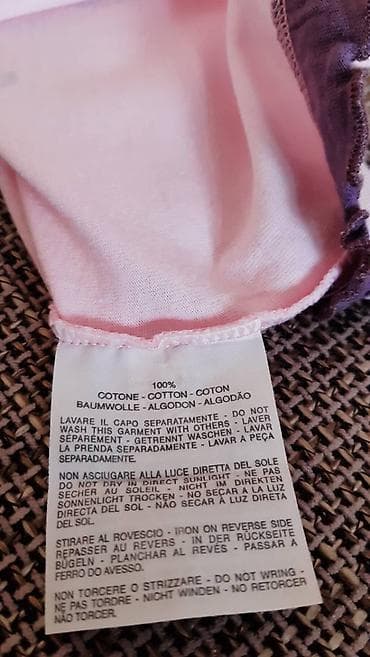 100%
COTONE - COTTON - COTON
BAUMWOLLE - ALGODON - ALGODÃO
LAVARE IL CAPO SEPARATAMENTE - DO NOT
WASH THIS GARMENT WITH OTHERS - LAVAR
SÉPARÉMENT - GETRENNT WASCHEN - LAVAR
LA PRENDA SEPARADAMENTE - LAVAR A PEÇA
SEPARADAMENTE.
NON ASCIUGARE ALLA LUCE DIRETTA DEL SOLE
DO NOT DRY IN DIRECT SUNLIGHT - NE PAS
SECHER AU SOLEIL - NICHT IM DIREKTEN
SONNENLICHT TROCKEN - NO SECAR A LA LUZ
DIRECTA DEL SOL - NÃO SECAR À LUZ DIRETA
DEL SOL.
STIRARE AL ROVESCIO - IRON ON REVERSE SIDE
REPASSER AU REVERS - IN DER RÜCKSEITE
BÜGELN - PLANCHAR AL REVÉS - PASSAR A
FERRO DO AVESSO.
NON TORCERE O STRIZZARE - DO NOT WRING -
NE PAS TORDRE - NICHT WINDEN - NO RETORCER
NÃO TORCER.